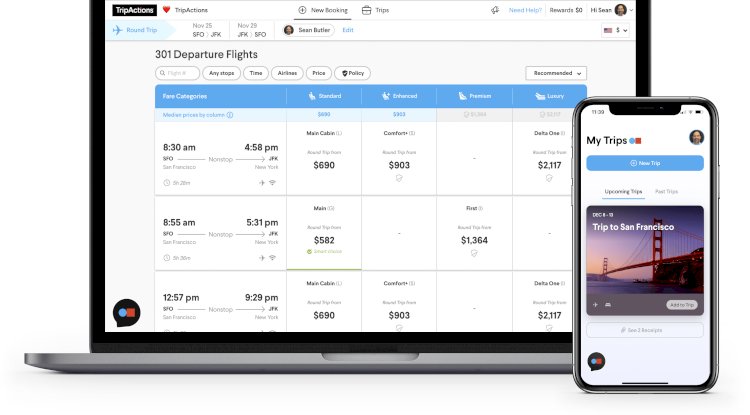 TripActions TripActions New Booking Trips Need Help? Rewards $0 Hi Sean
Round Trip Nov 25 Nov 29 Sean Butler Edit $
SFO JFK JFK SFO
301 Departure Flights
Flight # Any stops Time Airlines Price Policy Recommended
Fare Categories Standard Enhanced Premium Luxury
Median prices by column $690 $903 $1,364 $2,117
Main Cabin (L) Comfort+ (S) Delta One (I)
8:30 am 4:58 pm Round Trip from Round Trip from - Round Trip from
SFO Nonstop JFK $690 $903 $2,117
San Francisco New York
5h 28m
Main (G) First (I)
8:55 am 5:31 pm Round Trip from - Round Trip from -
SFO Nonstop JFK $582 $1,364
San Francisco New York Smart choice
5h 36m
Main Cabin (L) Comfort+ (S) Delta One (I)
12:57 pm 9:29 pm Round Trip from Round Trip from - Round Trip from
SFO Nonstop JFK $690 $903 $2,117
San Francisco New York
11:39
My Trips
New Trip
Upcoming Trips Past Trips
DEC 8 - 13
Trip to San Francisco
Add to Trip
See 2 Receipts